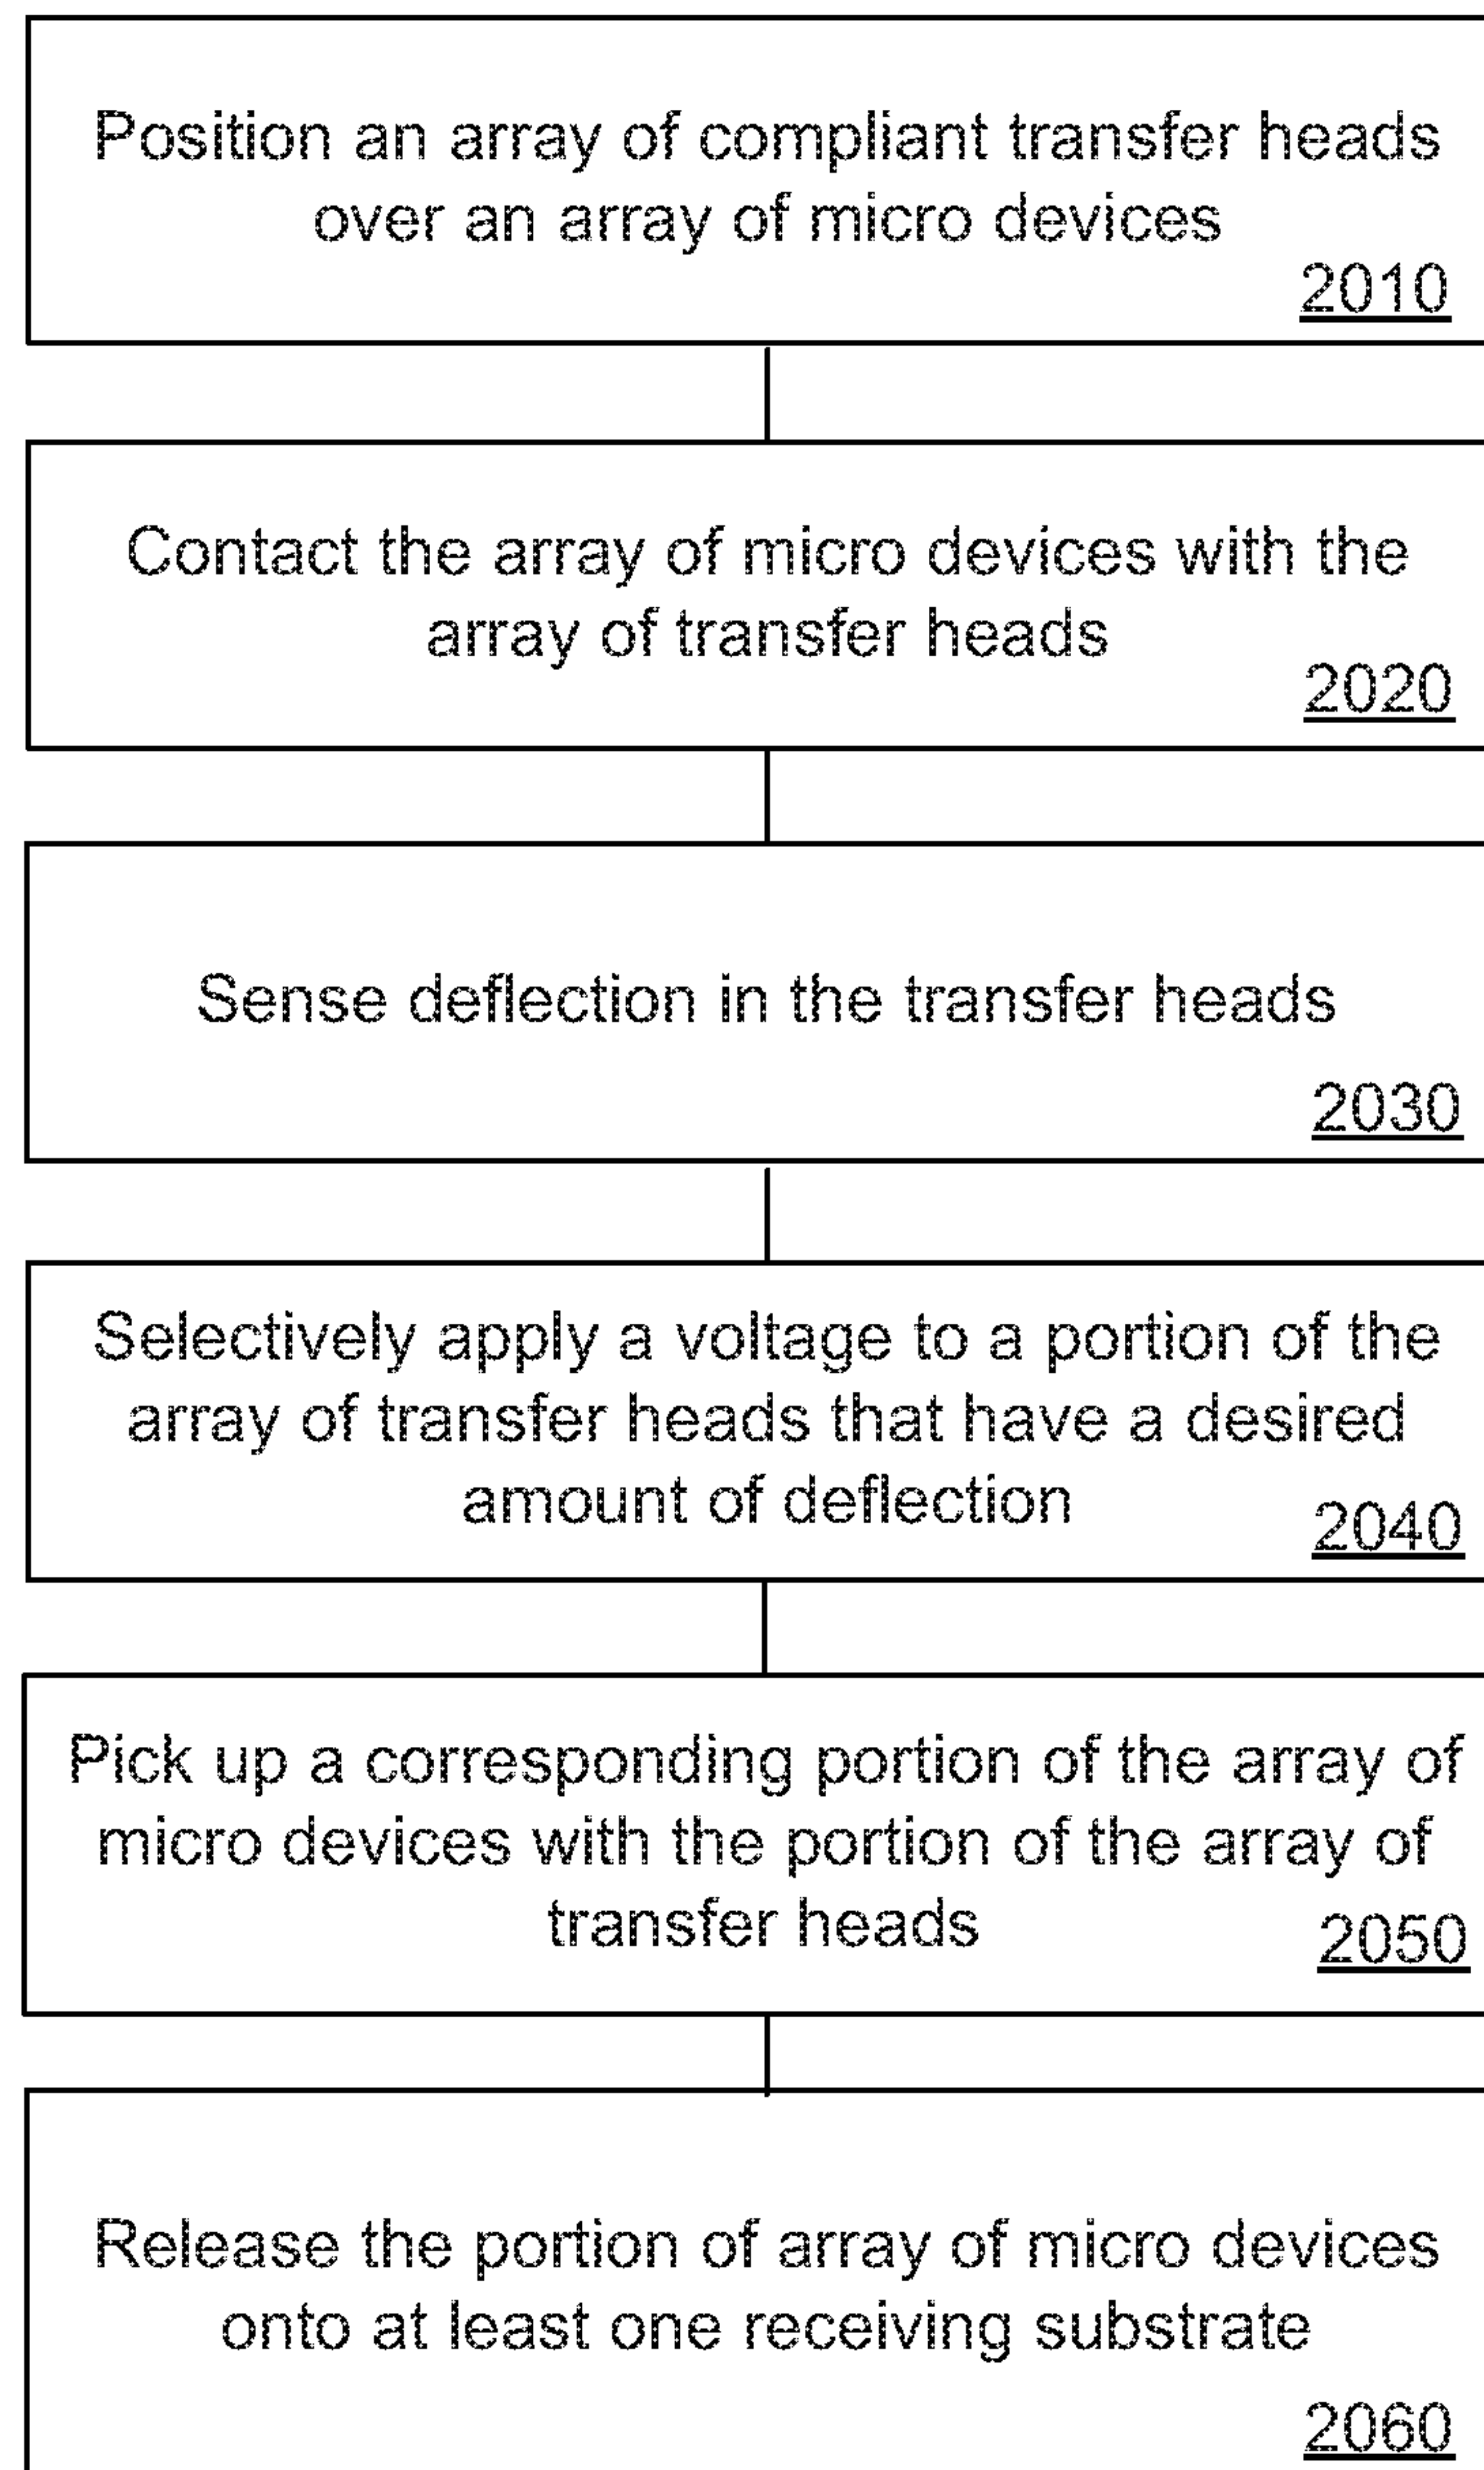 Position an array of compliant transfer heads
over an array of micro devices
2010
Contact the array of micro devices with the
array of transfer heads
2020
Sense deflection in the transfer heads
2030
Selectively apply a voltage to a portion of the
array of transfer heads that have a desired
amount of deflection
2040
Pick up a corresponding portion of the array of
micro devices with the portion of the array of
transfer heads
2050
Release the portion of array of micro devices
onto at least one receiving substrate
2060